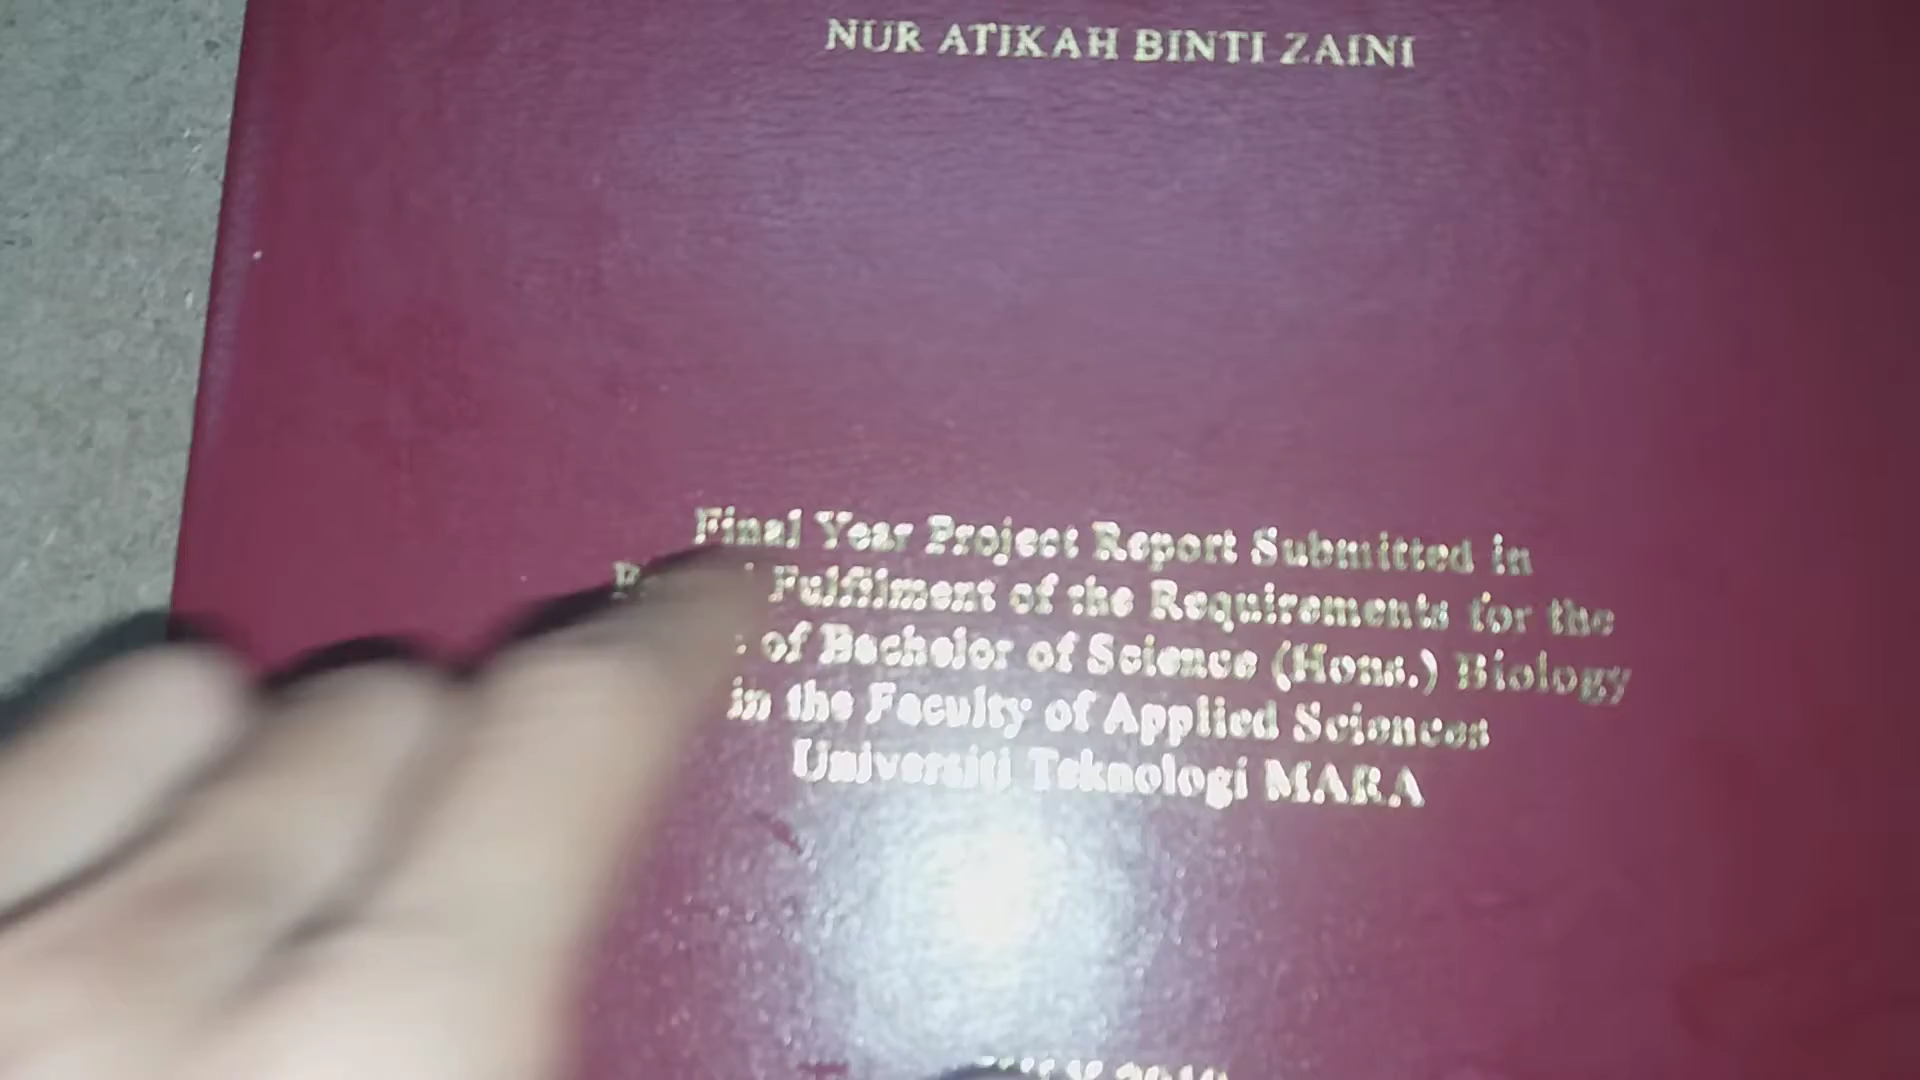 NUR ATIKAH BINTI ZAINI
Final Year Project Report Submitted in
Fulfilment of the Requirements for the
of Bachelor of Science (Hons.) Biology
in the Faculty of Applied Sciences
Universiti Teknologi MARA